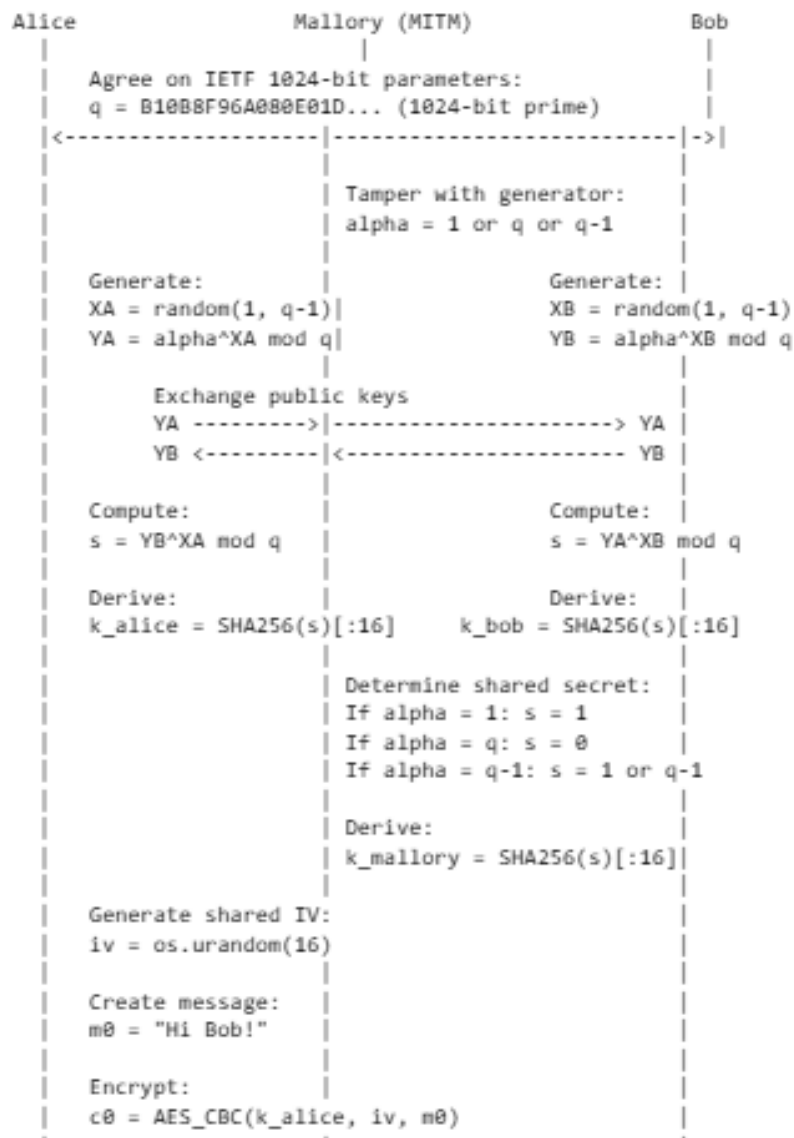 Alice Mallory (MITM) Bob
Agree on IETF 1024-bit parameters:
q = B10B8F96A080E01D... (1024-bit prime)
<--------------------|---------------------------|->|
Tamper with generator:
alpha = 1 or q or q-1
Generate: Generate:
XA = random(1, q-1) XB = random(1, q-1)
YA = alpha^XA mod q YB = alpha^XB mod q
Exchange public keys
YA --------->|----------------------> YA
YB <---------|<---------------------- YB
Compute: Compute:
s = YB^XA mod q s = YA^XB mod q
Derive: Derive:
k_alice = SHA256(s)[:16] k_bob = SHA256(s)[:16]
Determine shared secret:
If alpha = 1: s = 1
If alpha = q: s = 0
If alpha = q-1: s = 1 or q-1
Derive:
k_mallory = SHA256(s)[:16]
Generate shared IV:
iv = os.urandom(16)
Create message:
m0 = "Hi Bob!"
Encrypt:
c0 = AES_CBC(k_alice, iv, m0)